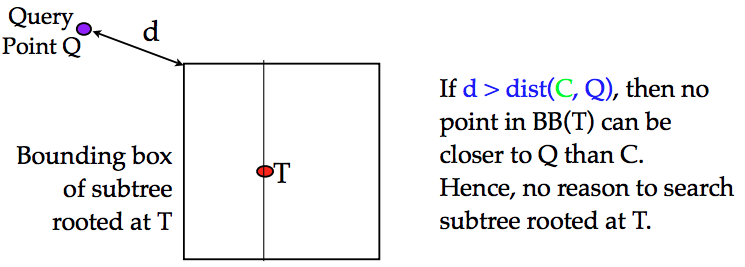 Query
Point Q
d
Bounding box
of subtree
rooted at T
T
If d > dist(C, Q), then no
point in BB(T) can be
closer to Q than C.
Hence, no reason to search
subtree rooted at T.